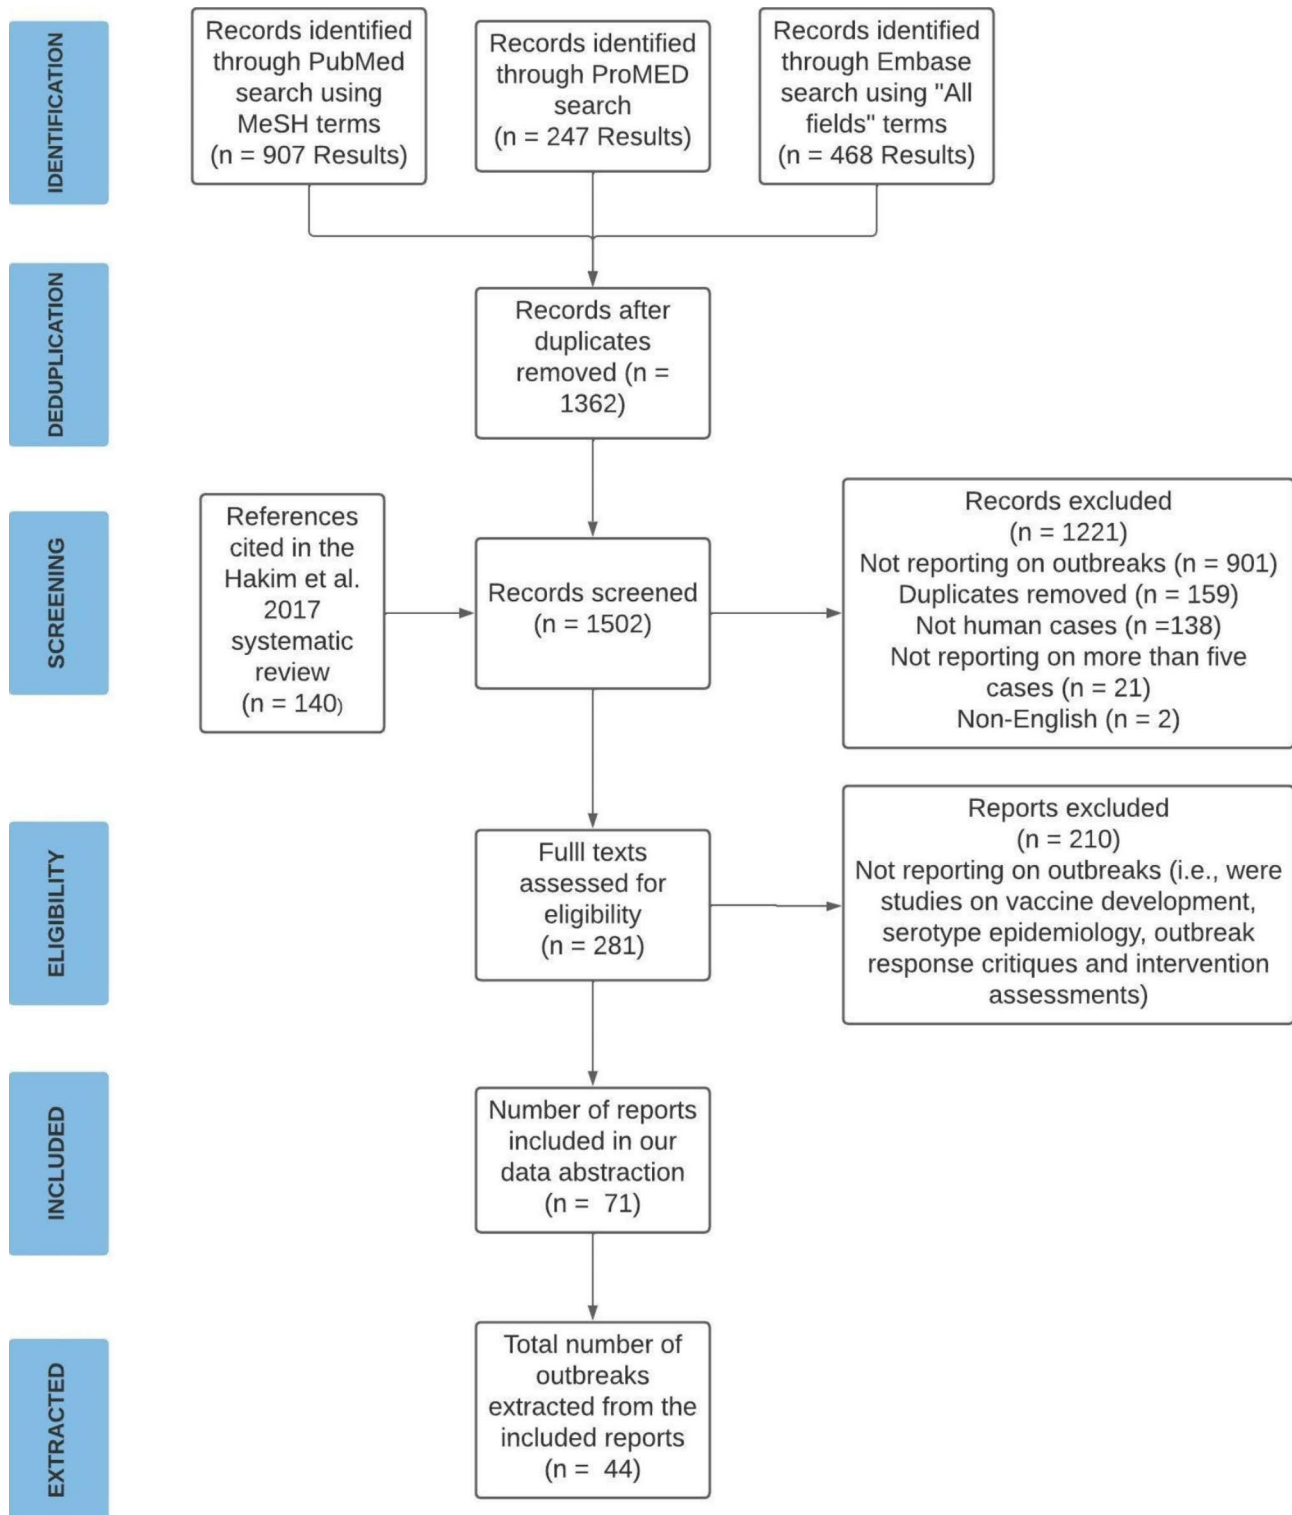 IDENTIFICATION
Records identified
through PubMed
search using
MeSH terms
(n = 907 Results)
Records identified
through ProMED
search
(n = 247 Results)
Records identified
through Embase
search using "All
fields" terms
(n = 468 Results)
DEDUPLICATION
Records after
duplicates
removed (n =
1362)
SCREENING
References
cited in the
Hakim et al.
2017
systematic
review
(n = 140)
Records screened
(n = 1502)
Records excluded
(n = 1221)
Not reporting on outbreaks (n = 901)
Duplicates removed (n = 159)
Not human cases (n =138)
Not reporting on more than five
cases (n = 21)
Non-English (n = 2)
ELIGIBILITY
Fulll texts
assessed for
eligibility
(n = 281)
Reports excluded
(n = 210)
Not reporting on outbreaks (i.e., were
studies on vaccine development,
serotype epidemiology, outbreak
response critiques and intervention
assessments)
INCLUDED
Number of reports
included in our
data abstraction
(n =  71)
EXTRACTED
Total number of
outbreaks
extracted from the
included reports
(n =  44)